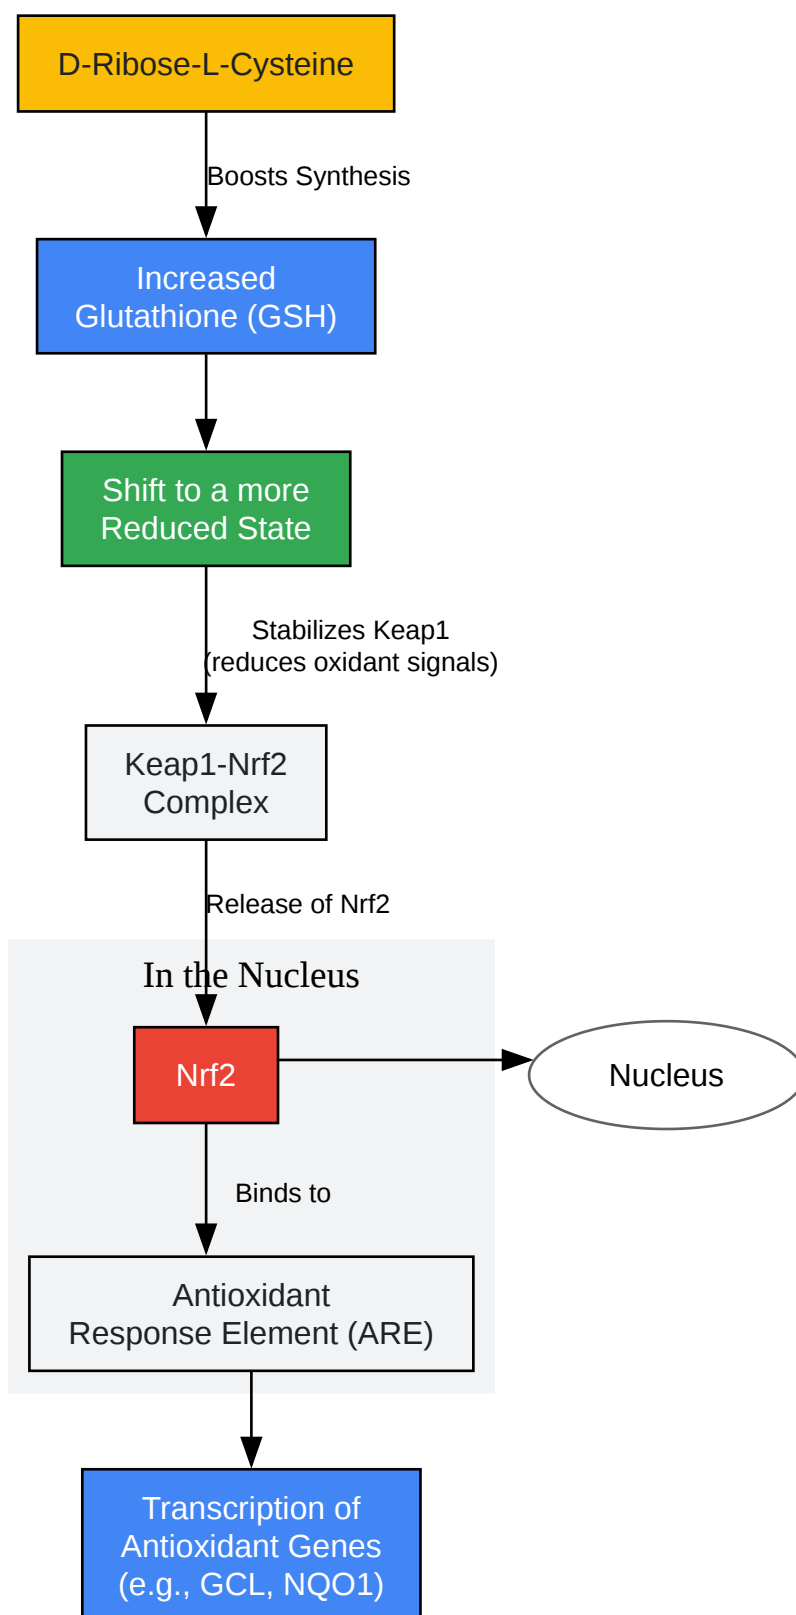 D-Ribose-L-Cysteine
Boosts Synthesis
Increased
Glutathione (GSH)
Shift to a more
Reduced State
Stabilizes Keap1
(reduces oxidant signals)
Keap1-Nrf2
Complex
Release of Nrf2
In the Nucleus
Nrf2
Nucleus
Binds to
Antioxidant
Response Element (ARE)
Transcription of
Antioxidant Genes
(e.g., GCL, NQO1)